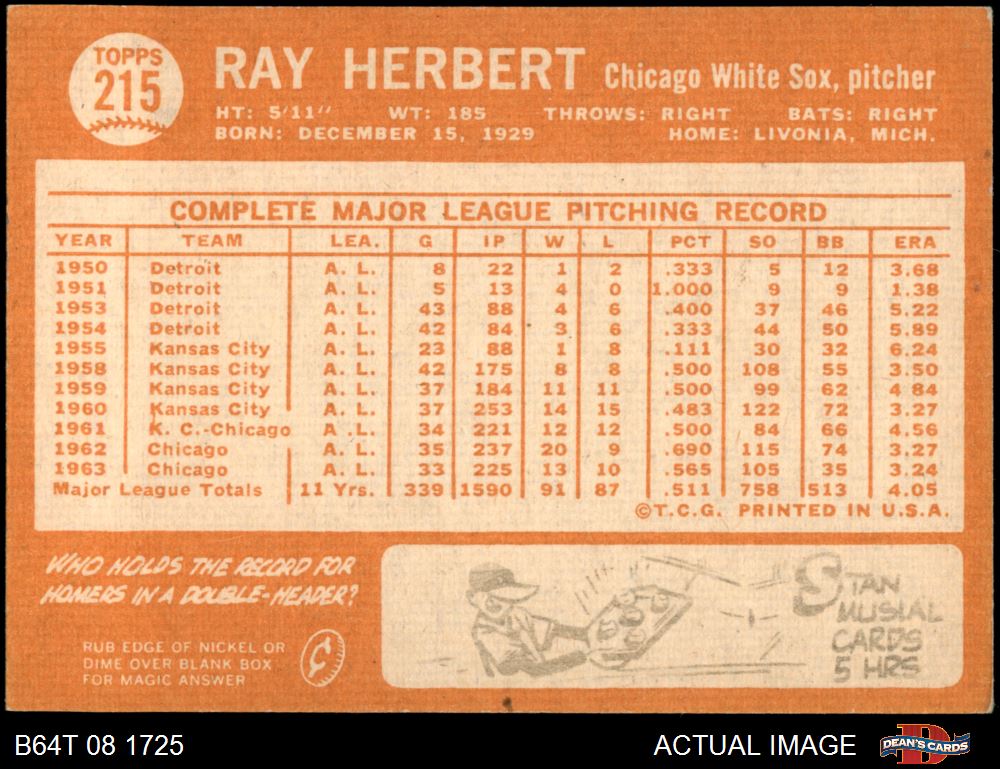 TOPPS
215
RAY HERBERT Chicago White Sox, pitcher
HT: 5'11" WT: 185 THROWS: RIGHT BATS: RIGHT
BORN: DECEMBER 15, 1929 HOME: LIVONIA, MICH.
COMPLETE MAJOR LEAGUE PITCHING RECORD
YEAR TEAM LEA. G IP W L PCT SO BB ERA
1950 Detroit A. L. 8 22 1 2 .333 5 12 3.68
1951 Detroit A. L. 5 13 4 0 1.000 9 9 1.38
1953 Detroit A. L. 43 88 4 6 .400 37 46 5.22
1954 Detroit A. L. 42 84 3 6 .333 44 50 5.89
1955 Kansas City A. L. 23 88 1 8 .111 30 32 6.24
1958 Kansas City A. L. 42 175 8 8 .500 108 55 3.50
1959 Kansas City A. L. 37 184 11 11 .500 99 62 4 84
1960 Kansas City A. L. 37 253 14 15 .483 122 72 3.27
1961 K. C.-Chicago A .L. 34 221 12 12 .500 84 66 4.56
1962 Chicago A. L. 35 237 20 9 .690 115 74 3.27
1963 Chicago A. L. 33 225 13 10 .565 105 35 3.24
Major League Totals 11 Yrs. 339 1590 91 87 .511 758 513 4.05
©T.C.G. PRINTED IN U.S.A.
WHO HOLDS THE RECORD FOR
HOMERS IN A DOUBLE-HEADER?
RUB EDGE OF NICKEL OR
DIME OVER BLANK BOX
FOR MAGIC ANSWER
¢
STAN
MUSIAL
CARDS
5 HRS
B64T 08 1725 ACTUAL IMAGE DEAN'S CARDS